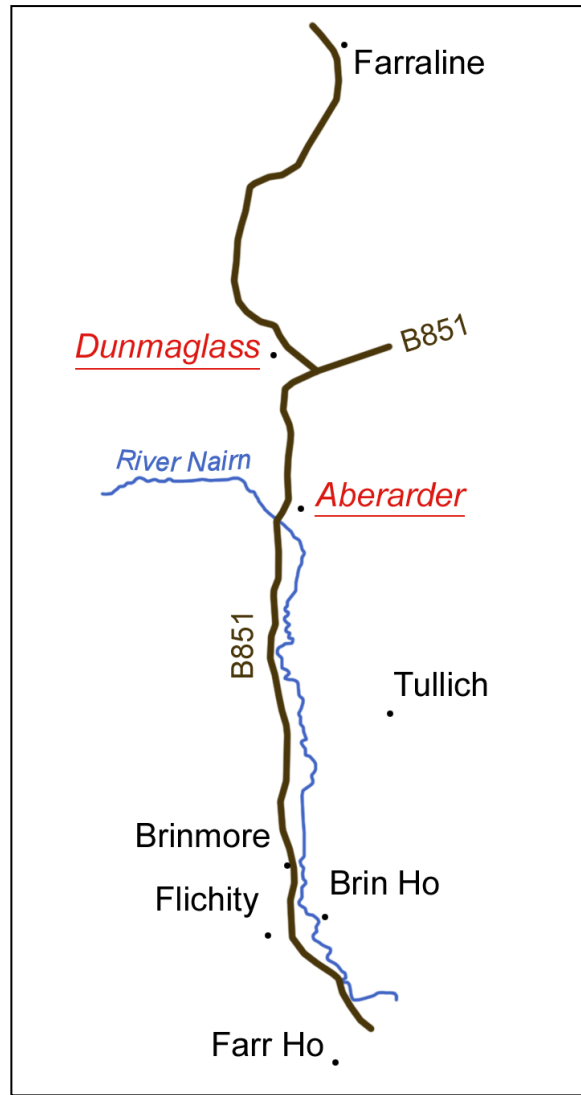 Farraline
B851
Dunmaglass
River Nairn
Aberarder
B851
Tullich
Brinmore
Brin Ho
Flichity
Farr Ho